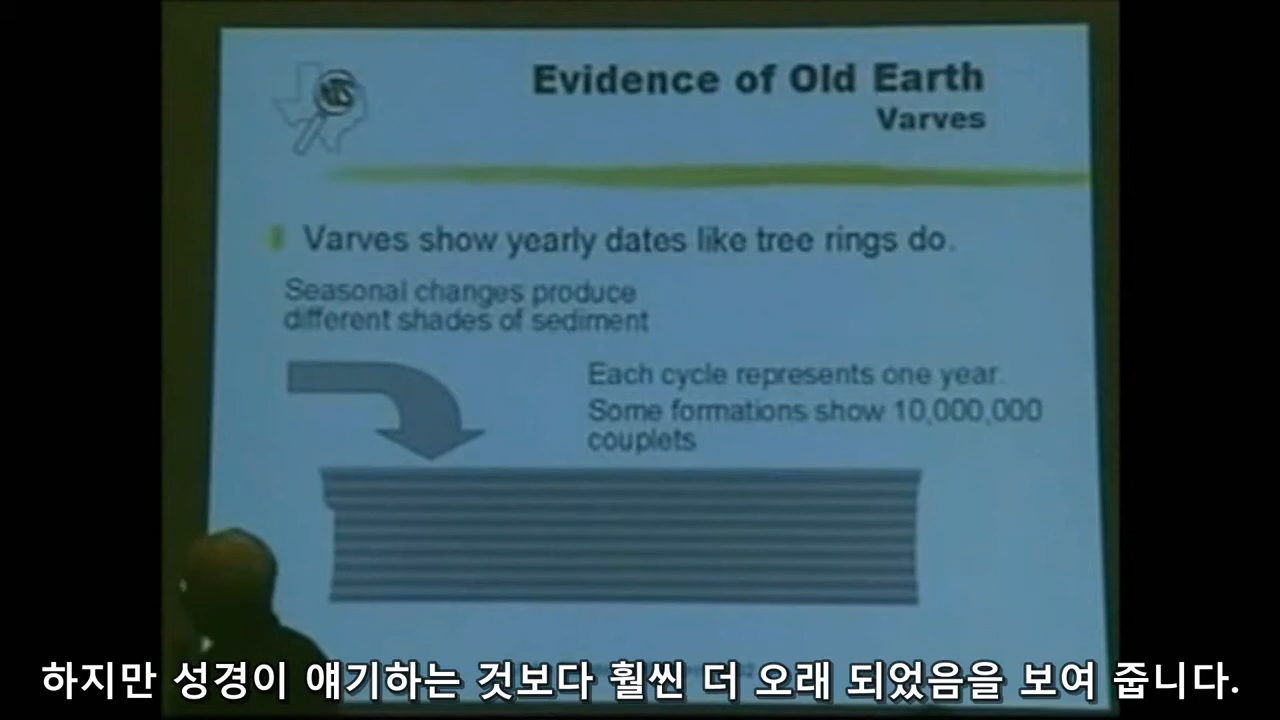 Evidence of Old Earth
Varves
Varves show yearly dates like tree rings do.
Seasonal changes produce
different shades of sediment
Each cycle represents one year.
Some formations show 10,000,000
couplets
하지만 성경이 얘기하는 것보다 훨씬 더 오래 되었음을 보여 줍니다.